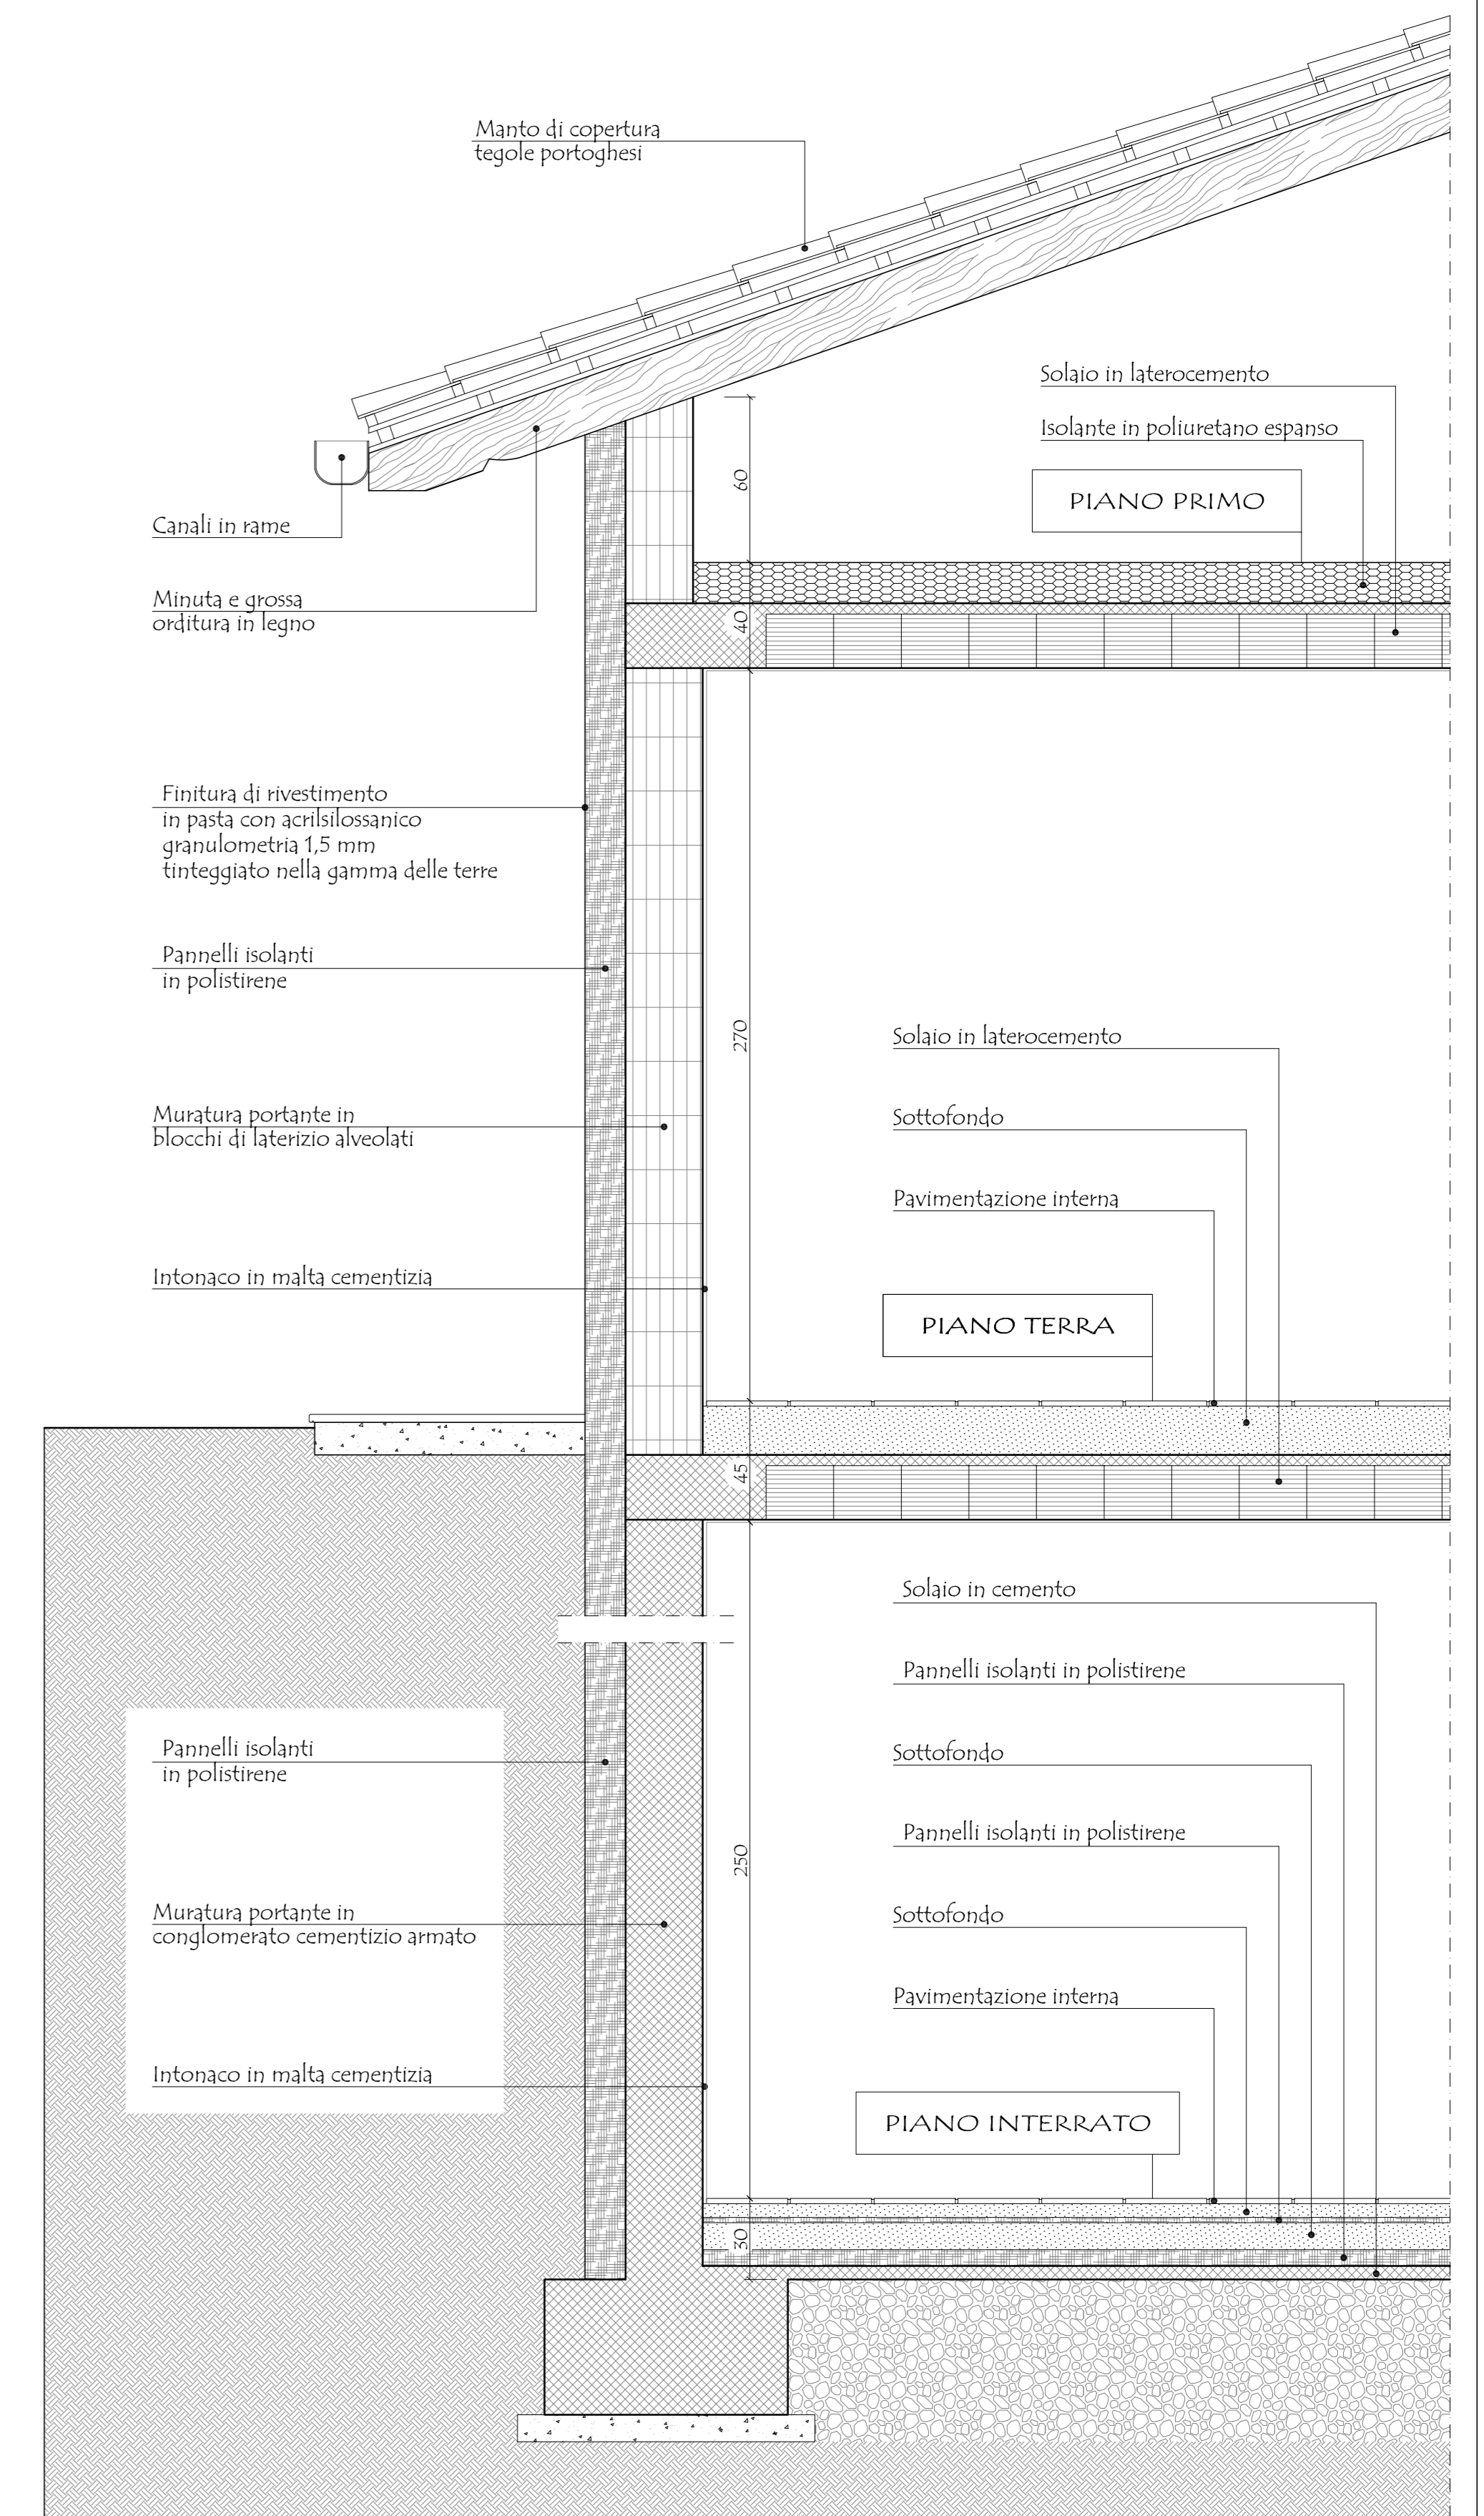 Manto di copertura
tegole portoghesi
Solaio in laterocemento
Isolante in poliuretano espanso
60
PIANO PRIMO
Canali in rame
Minuta e grossa
orditura in legno
40
Finitura di rivestimento
in pasta con acrilsilossanico
granulometria 1,5 mm
tinteggiato nella gamma delle terre
Pannelli isolanti
in polistirene
270
Solaio in laterocemento
Muratura portante in
blocchi di laterizio alveolati
Sottofondo
Pavimentazione interna
Intonaco in malta cementizia
PIANO TERRA
45
Solaio in cemento
Pannelli isolanti in polistirene
Pannelli isolanti
in polistirene
Sottofondo
Pannelli isolanti in polistirene
250
Muratura portante in
conglomerato cementizio armato
Sottofondo
Pavimentazione interna
Intonaco in malta cementizia
PIANO INTERRATO
30